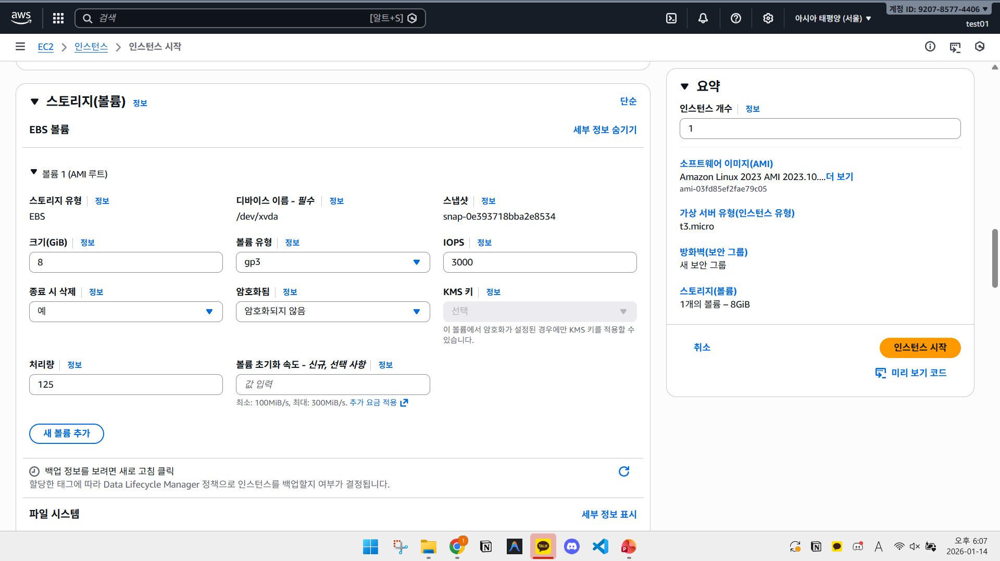 aws
검색
[알트+S]
아시아 태평양 (서울) ▼
계정 ID: 9207-8577-4406 ▼
test01
EC2 > 인스턴스 > 인스턴스 시작
▼ 스토리지(볼륨) 정보
단순
EBS 볼륨
세부 정보 숨기기
▼ 볼륨 1 (AMI 루트)
스토리지 유형 | 정보
EBS
디바이스 이름 - 필수 | 정보
/dev/xvda
스냅샷 | 정보
snap-0e393718bba2e8534
크기(GiB) | 정보
8
볼륨 유형 | 정보
gp3
IOPS | 정보
3000
종료 시 삭제 | 정보
예
암호화됨 | 정보
암호화되지 않음
KMS 키 | 정보
선택
이 볼륨에서 암호화가 설정된 경우에만 KMS 키를 적용할 수
있습니다.
처리량 | 정보
125
볼륨 초기화 속도 - 신규, 선택 사항 | 정보
값 입력
최소: 100MiB/s, 최대: 300MiB/s. 추가 요금 적용
새 볼륨 추가
백업 정보를 보려면 새로 고침 클릭
할당한 태그에 따라 Data Lifecycle Manager 정책으로 인스턴스를 백업할지 여부가 결정됩니다.
파일 시스템
세부 정보 표시
▼ 요약
인스턴스 개수 | 정보
1
소프트웨어 이미지(AMI)
Amazon Linux 2023 AMI 2023.10....더 보기
ami-03fd85ef2fae79c05
가상 서버 유형(인스턴스 유형)
t3.micro
방화벽(보안 그룹)
새 보안 그룹
스토리지(볼륨)
1개의 볼륨 – 8GiB
취소
인스턴스 시작
미리 보기 코드
1
TALK
P
A
오후 6:07
2026-01-14